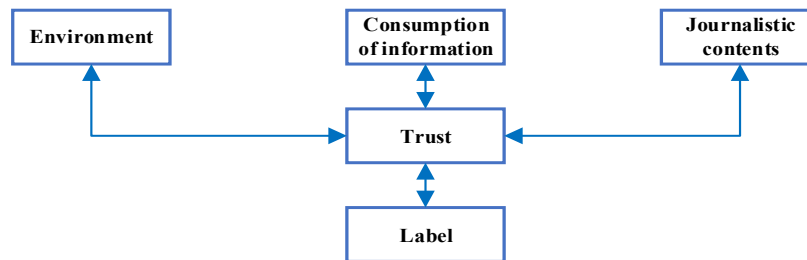 Environment
Consumption
of information
Journalistic
contents
Trust
Label